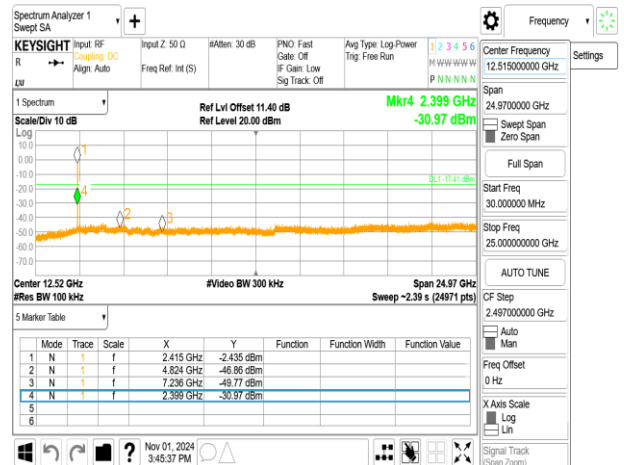 Spectrum Analyzer 1
Swept SA
KEYSIGHT Input: RF
Coupling: DC
Align: Auto
Input Z: 50 Ω
Freq Ref: Int (S)
#Atten: 30 dB
PNO: Fast
Gate: Off
IF Gain: Low
Sig Track: Off
Avg Type: Log-Power
Trig: Free Run
1 2 3 4 5 6
M W W W W W
P N N N N N
R
1 Spectrum
Scale/Div 10 dB
Ref Lvl Offset 11.40 dB
Ref Level 20.00 dBm
Mkr4 2.399 GHz
-30.97 dBm
Log
10.0
0.00
-10.0
-20.0
-30.0
-40.0
-50.0
-60.0
-70.0
1
4
2
3
DL1 -17.41 dBm
Center 12.52 GHz
#Video BW 300 kHz
Span 24.97 GHz
#Res BW 100 kHz
Sweep ~2.39 s (24971 pts)
5 Marker Table
Mode Trace Scale X Y Function Function Width Function Value
1 N 1 f 2.415 GHz -2.435 dBm
2 N 1 f 4.824 GHz -46.86 dBm
3 N 1 f 7.236 GHz -49.77 dBm
4 N 1 f 2.399 GHz -30.97 dBm
5
6
Nov 01, 2024
3:45:37 PM
Frequency
Settings
Center Frequency
12.515000000 GHz
Span
24.9700000 GHz
Swept Span
Zero Span
Full Span
Start Freq
30.000000 MHz
Stop Freq
25.000000000 GHz
AUTO TUNE
CF Step
2.497000000 GHz
Auto
Man
Freq Offset
0 Hz
X Axis Scale
Log
Lin
Signal Track
(Span Zoom)